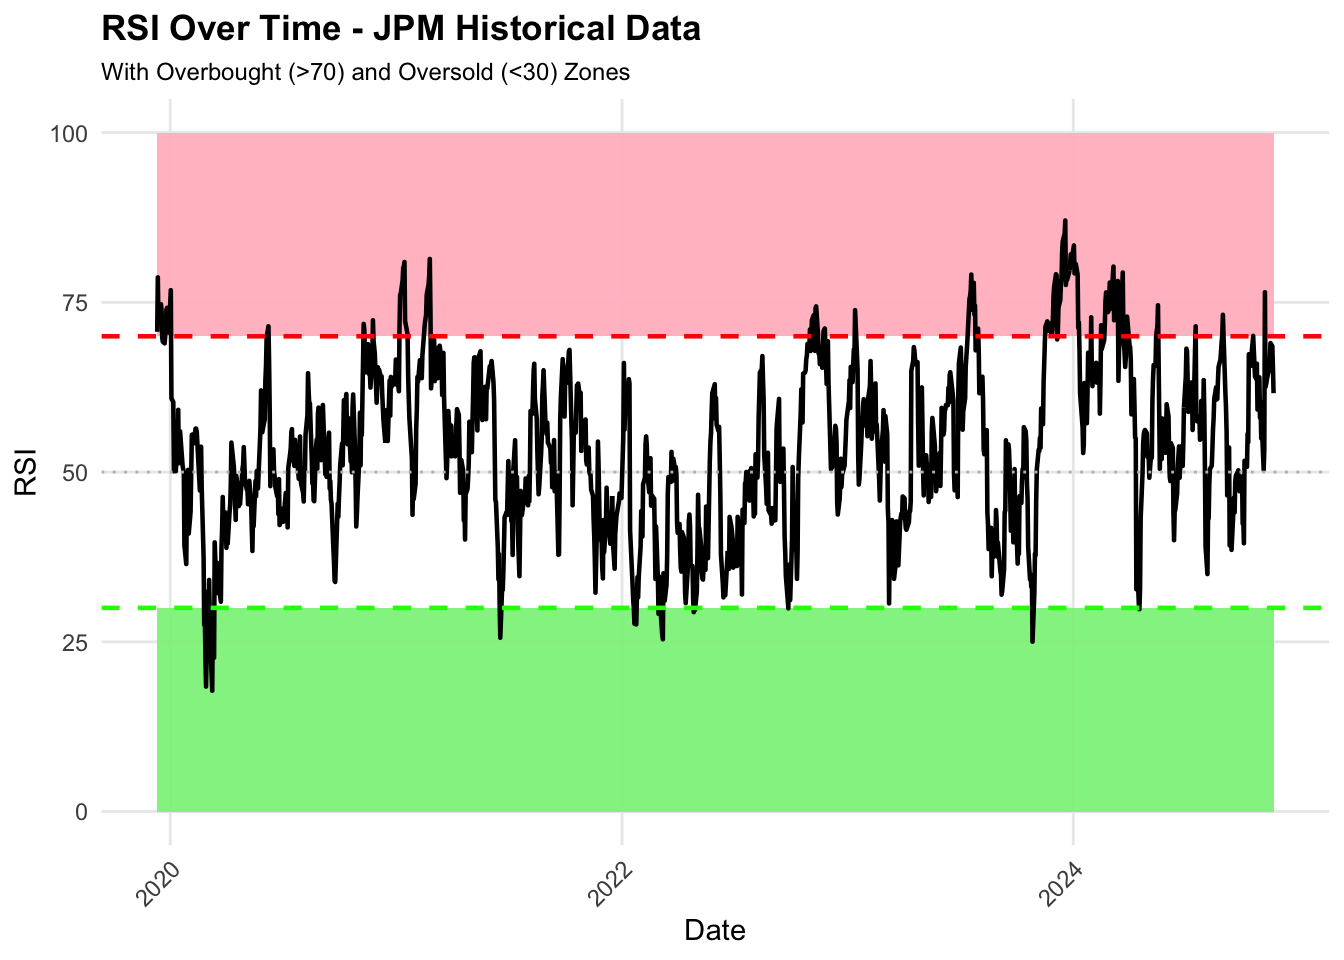 RSI Over Time - JPM Historical Data
With Overbought (>70) and Oversold (<30) Zones
100
75
50
25
0
RSI
2020
2022
2024
Date